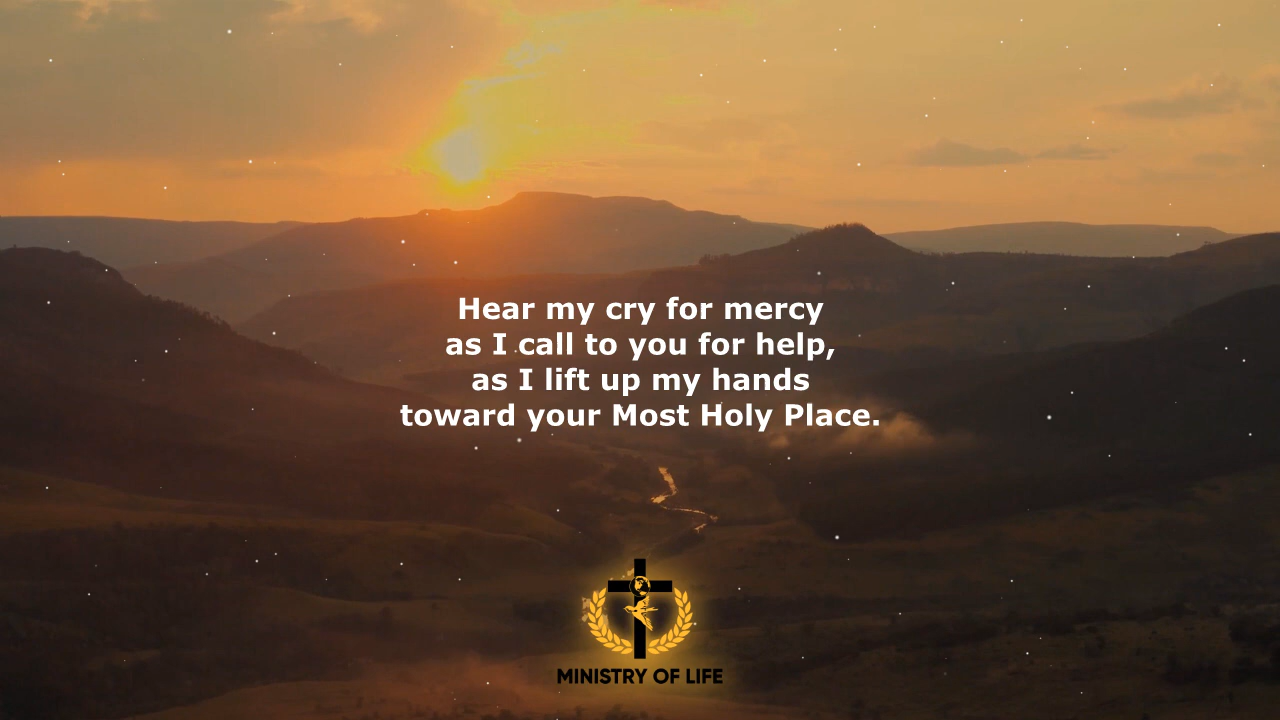 Hear my cry for mercy
as I call to you for help,
as I lift up my hands
toward your Most Holy Place.
MINISTRY OF LIFE